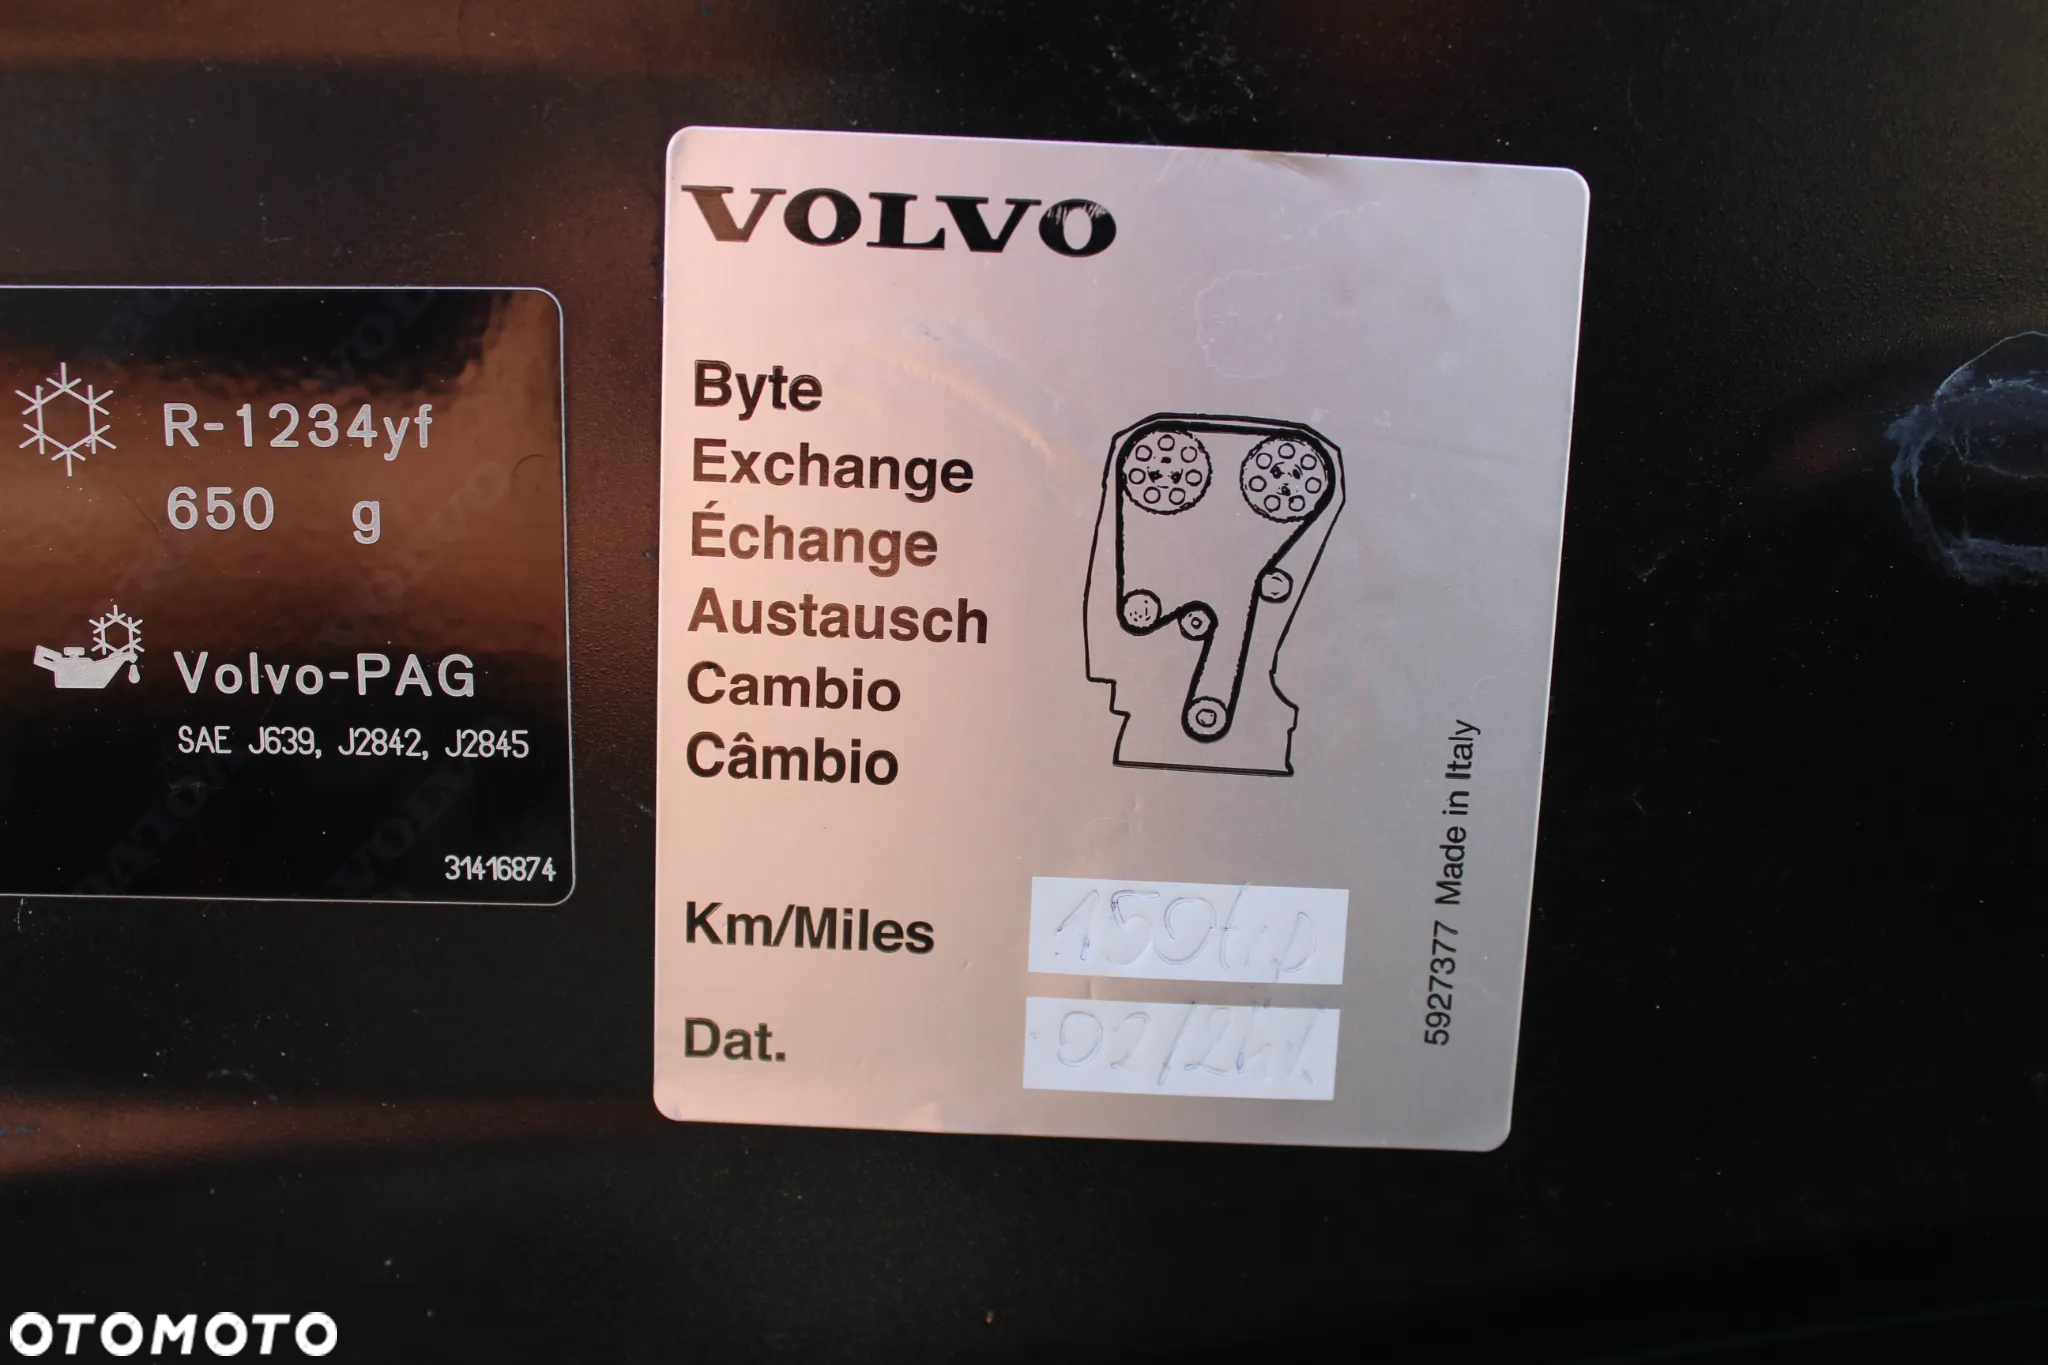 R-1234yf
650 g
Volvo-PAG
SAE J639, J2842, J2845
31416874
VOLVO
Byte
Exchange
Échange
Austausch
Cambio
Câmbio
Km/Miles 150tp
Dat.
5927377 Made in Italy
OTOMOTO